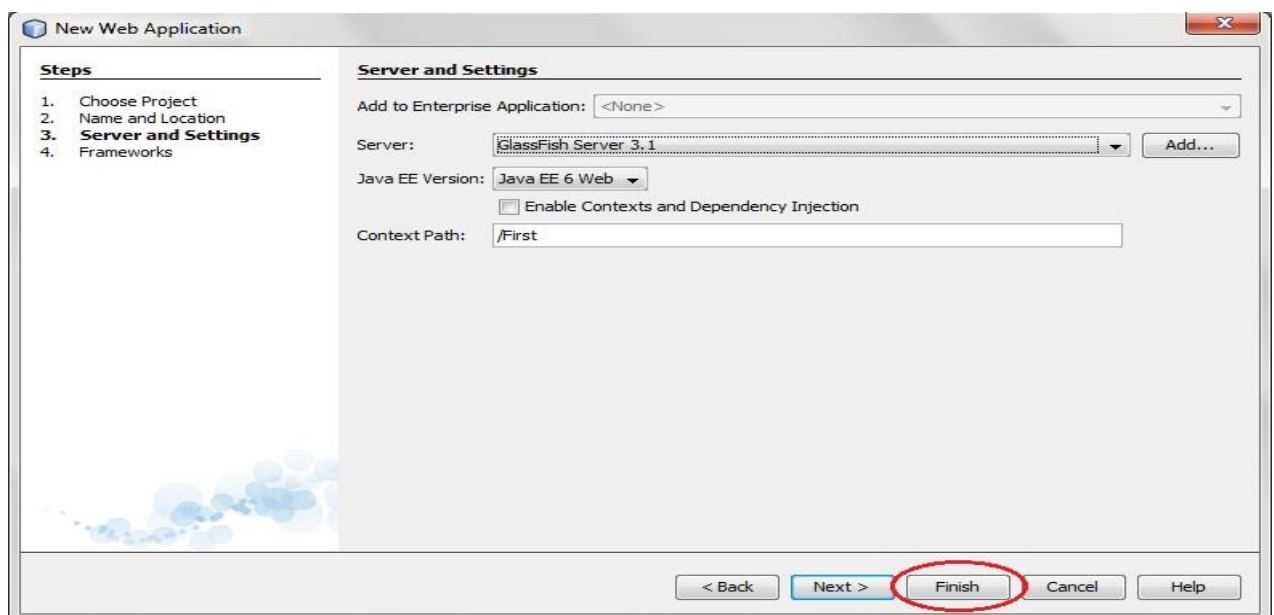 New Web Application
Steps
1. Choose Project
2. Name and Location
3. Server and Settings
4. Frameworks
Server and Settings
Add to Enterprise Application: <None>
Server: GlassFish Server 3.1 Add...
Java EE Version: Java EE 6 Web
Enable Contexts and Dependency Injection
Context Path: /First
< Back Next > Finish Cancel Help